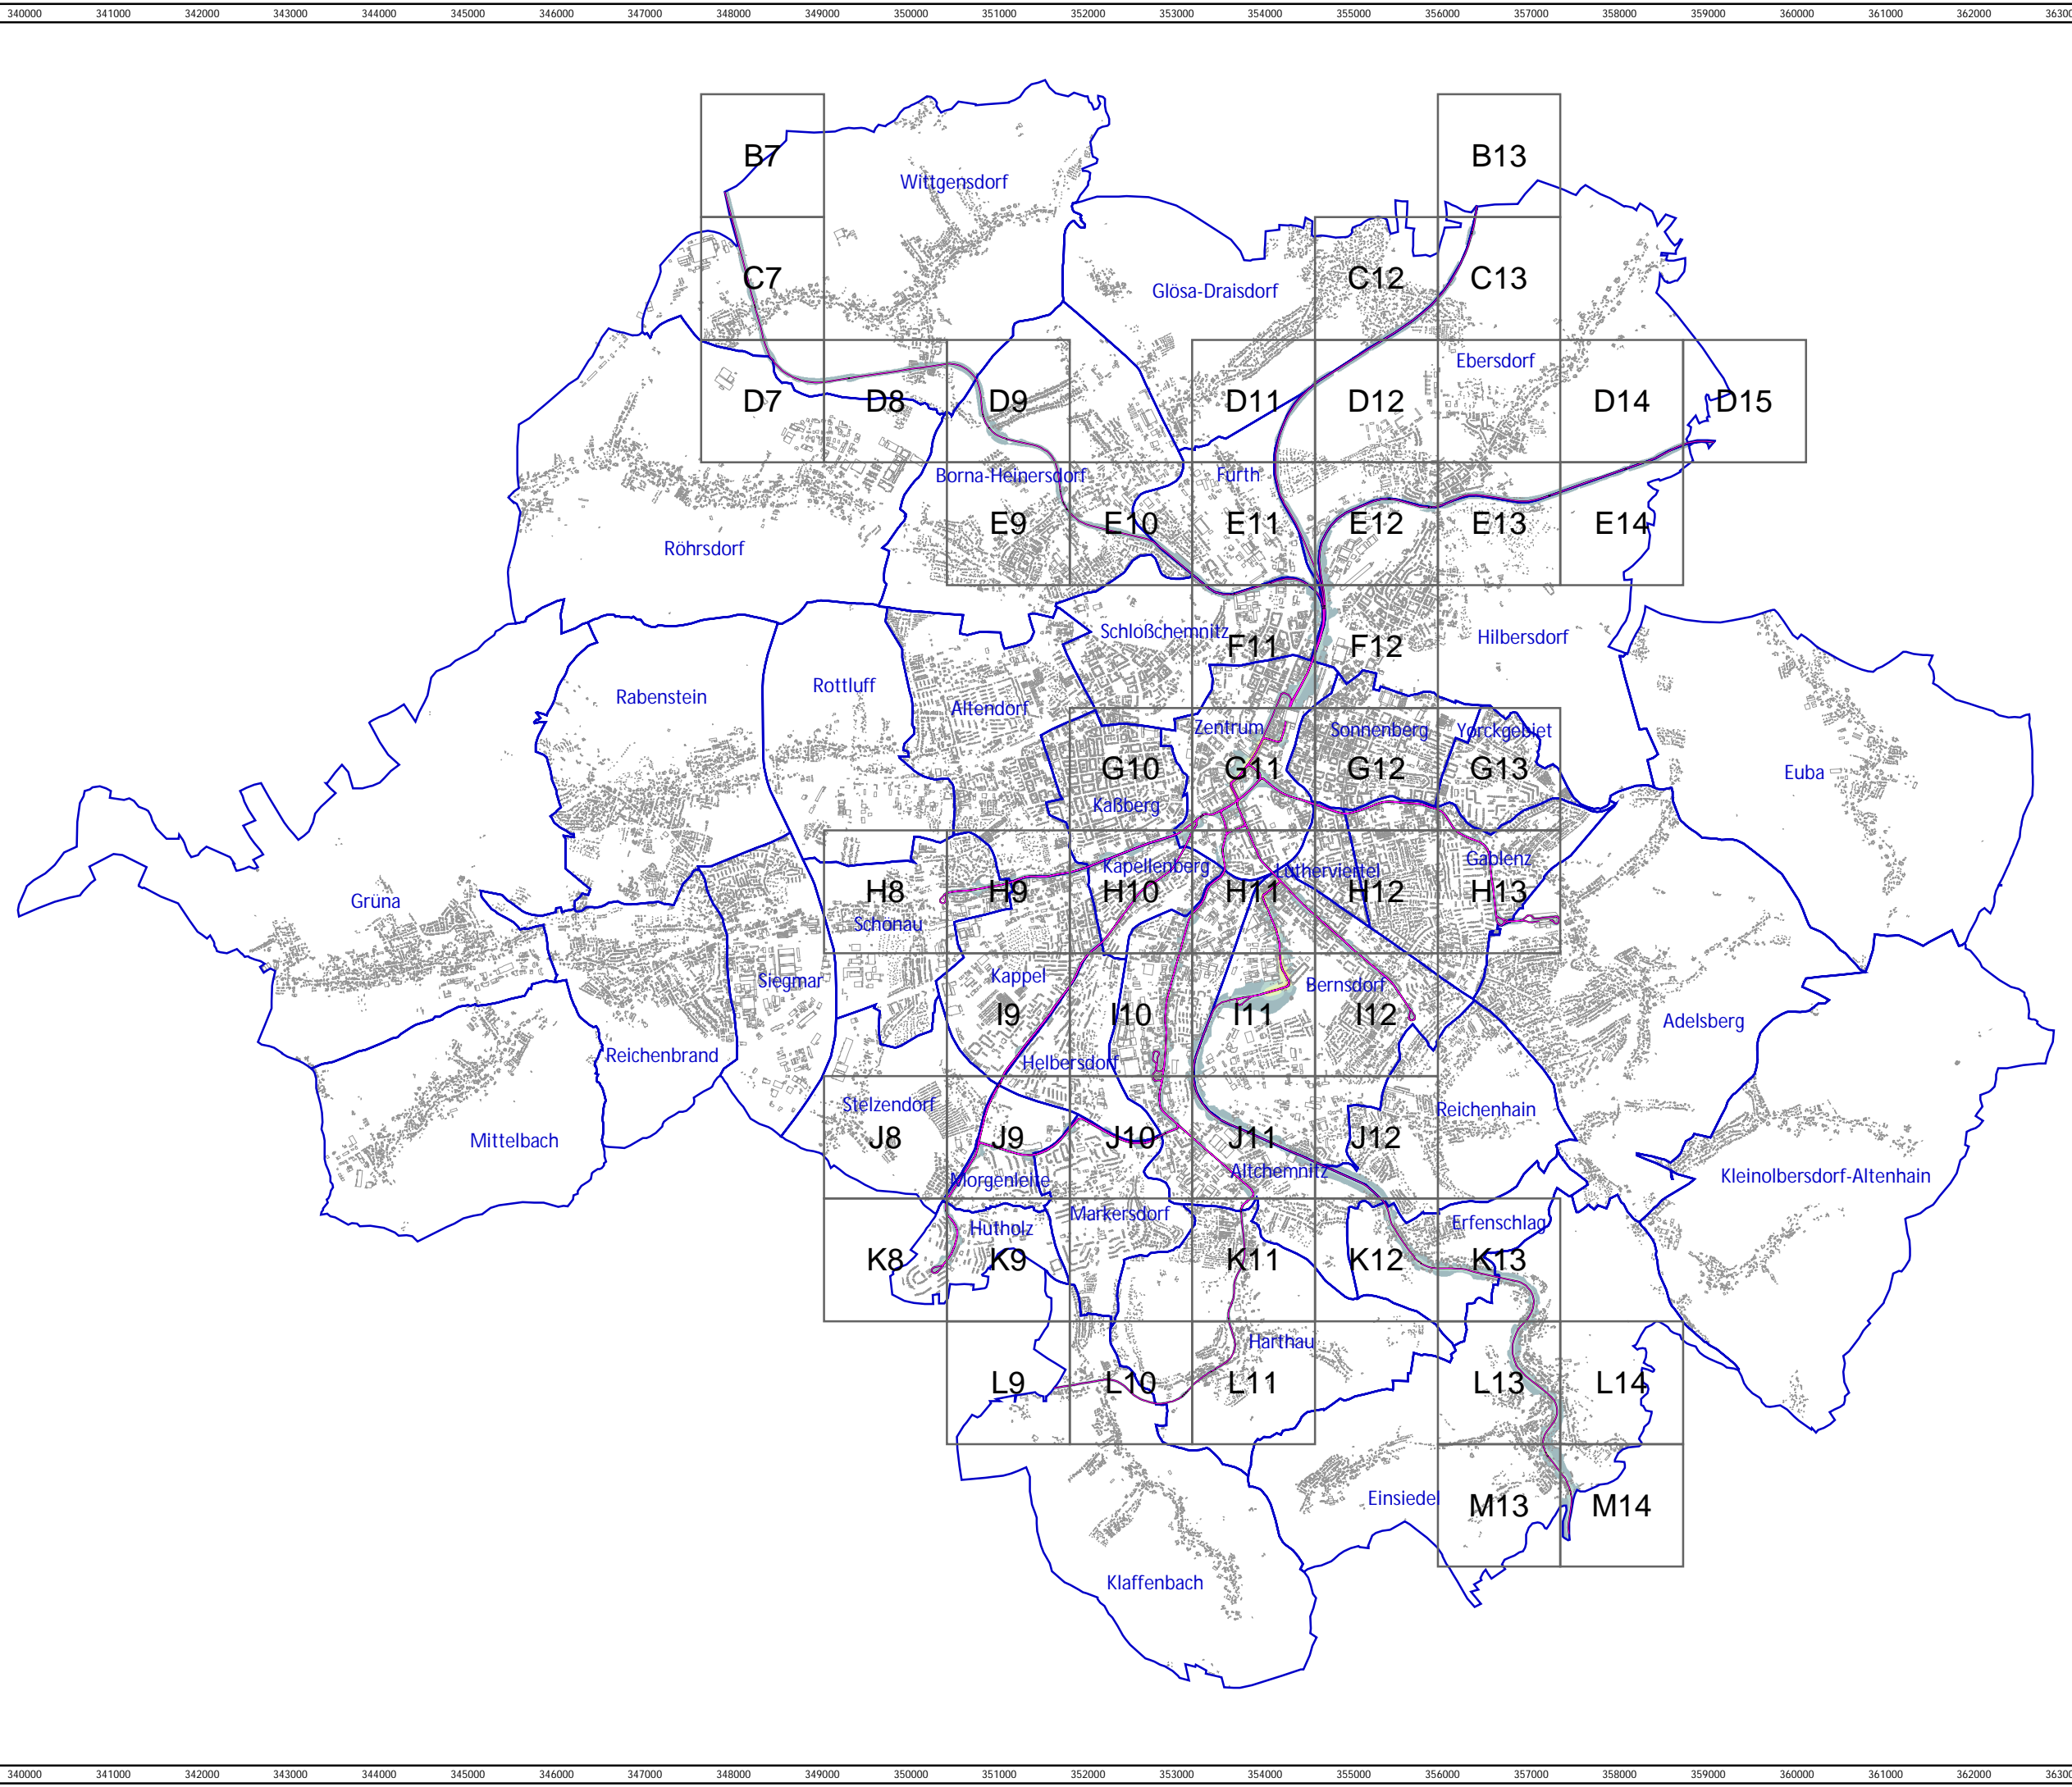 340000 341000 342000 343000 344000 345000 346000 347000 348000 349000 350000 351000 352000 353000 354000 355000 356000 357000 358000 359000 360000 361000 362000
B7 B13
Wittgensdorf
C7 C12 C13
Glösa-Draisdorf
Ebersdorf
D7 D8 D9 D11 D12 D14 D15
Borna-Heinersdorf Furth
E9 E10 E11 E12 E13 E14
Röhrsdorf
Schloßchemnitz Hilbersdorf
F11 F12
Rabenstein Rottluff Altendorf
Zentrum Sonnenberg Yorckgebiet
G10 G11 G12 G13 Euba
Kaßberg
Kapellenberg Lutherviertel Gablenz
H8 H9 H10 H11 H12 H13
Grüna Schönau
Siegmar Kappel Bernsdorf
I9 I10 I11 I12 Adelsberg
Reichenbrand Helbersdorf
Stelzendorf Reichenhain
Mittelbach J8 J9 J10 J11 J12
Morgenleite Altchemnitz Kleinolbersdorf-Altenhain
Hutholz Markersdorf Erfenschlag
K8 K9 K11 K12 K13
Harthau
L9 L10 L11 L13 L14
Einsiedel M13 M14
Klaffenbach
340000 341000 342000 343000 344000 345000 346000 347000 348000 349000 350000 351000 352000 353000 354000 355000 356000 357000 358000 359000 360000 361000 362000